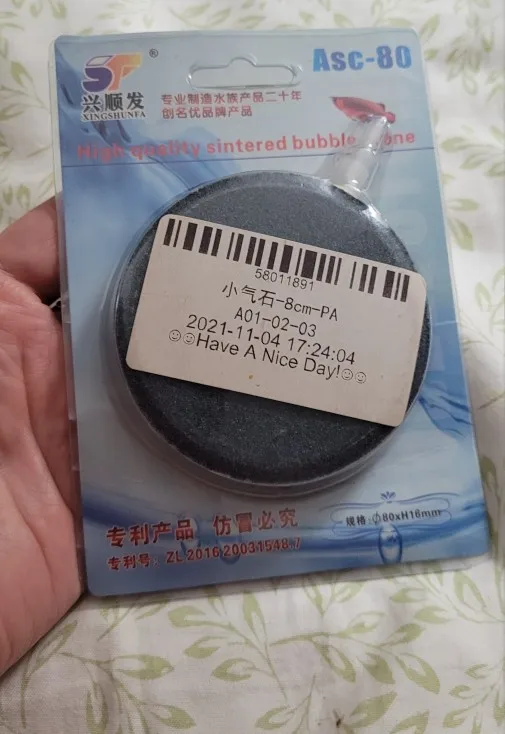 SF®
Asc-80
兴顺发
XINGSHUNFA
专业制造水族产品二十年
创名优品牌产品
High quality sintered bubble stone
58011891
小气石-8cm-PA
A01-02-03
2021-11-04 17:24:04
☺☺Have A Nice Day!☺☺
专利产品 仿冒必究
专利号: ZL 2016 20031548.7
规格:Φ80xH16mm